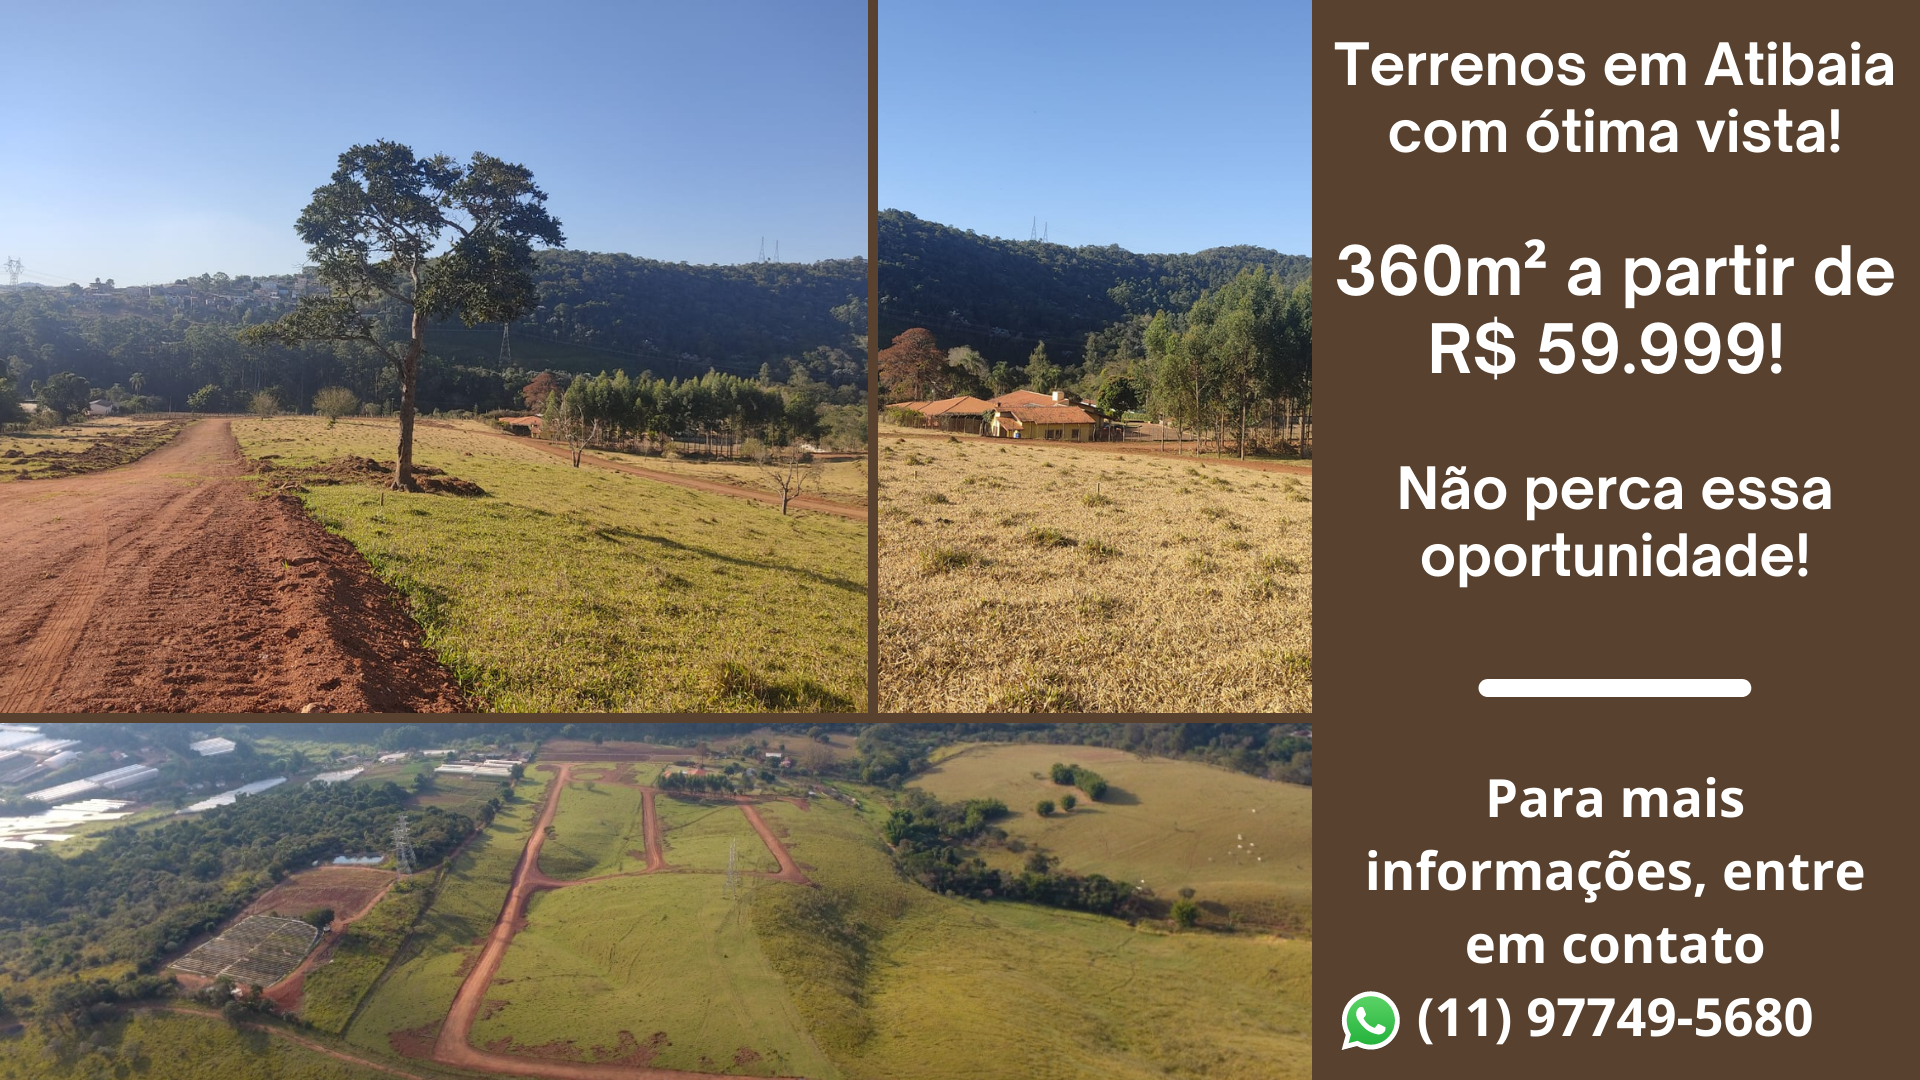 Terrenos em Atibaia
com ótima vista!
360m² a partir de
R$ 59.999!
Não perca essa
oportunidade!
Para mais
informações, entre
em contato
(11) 97749-5680